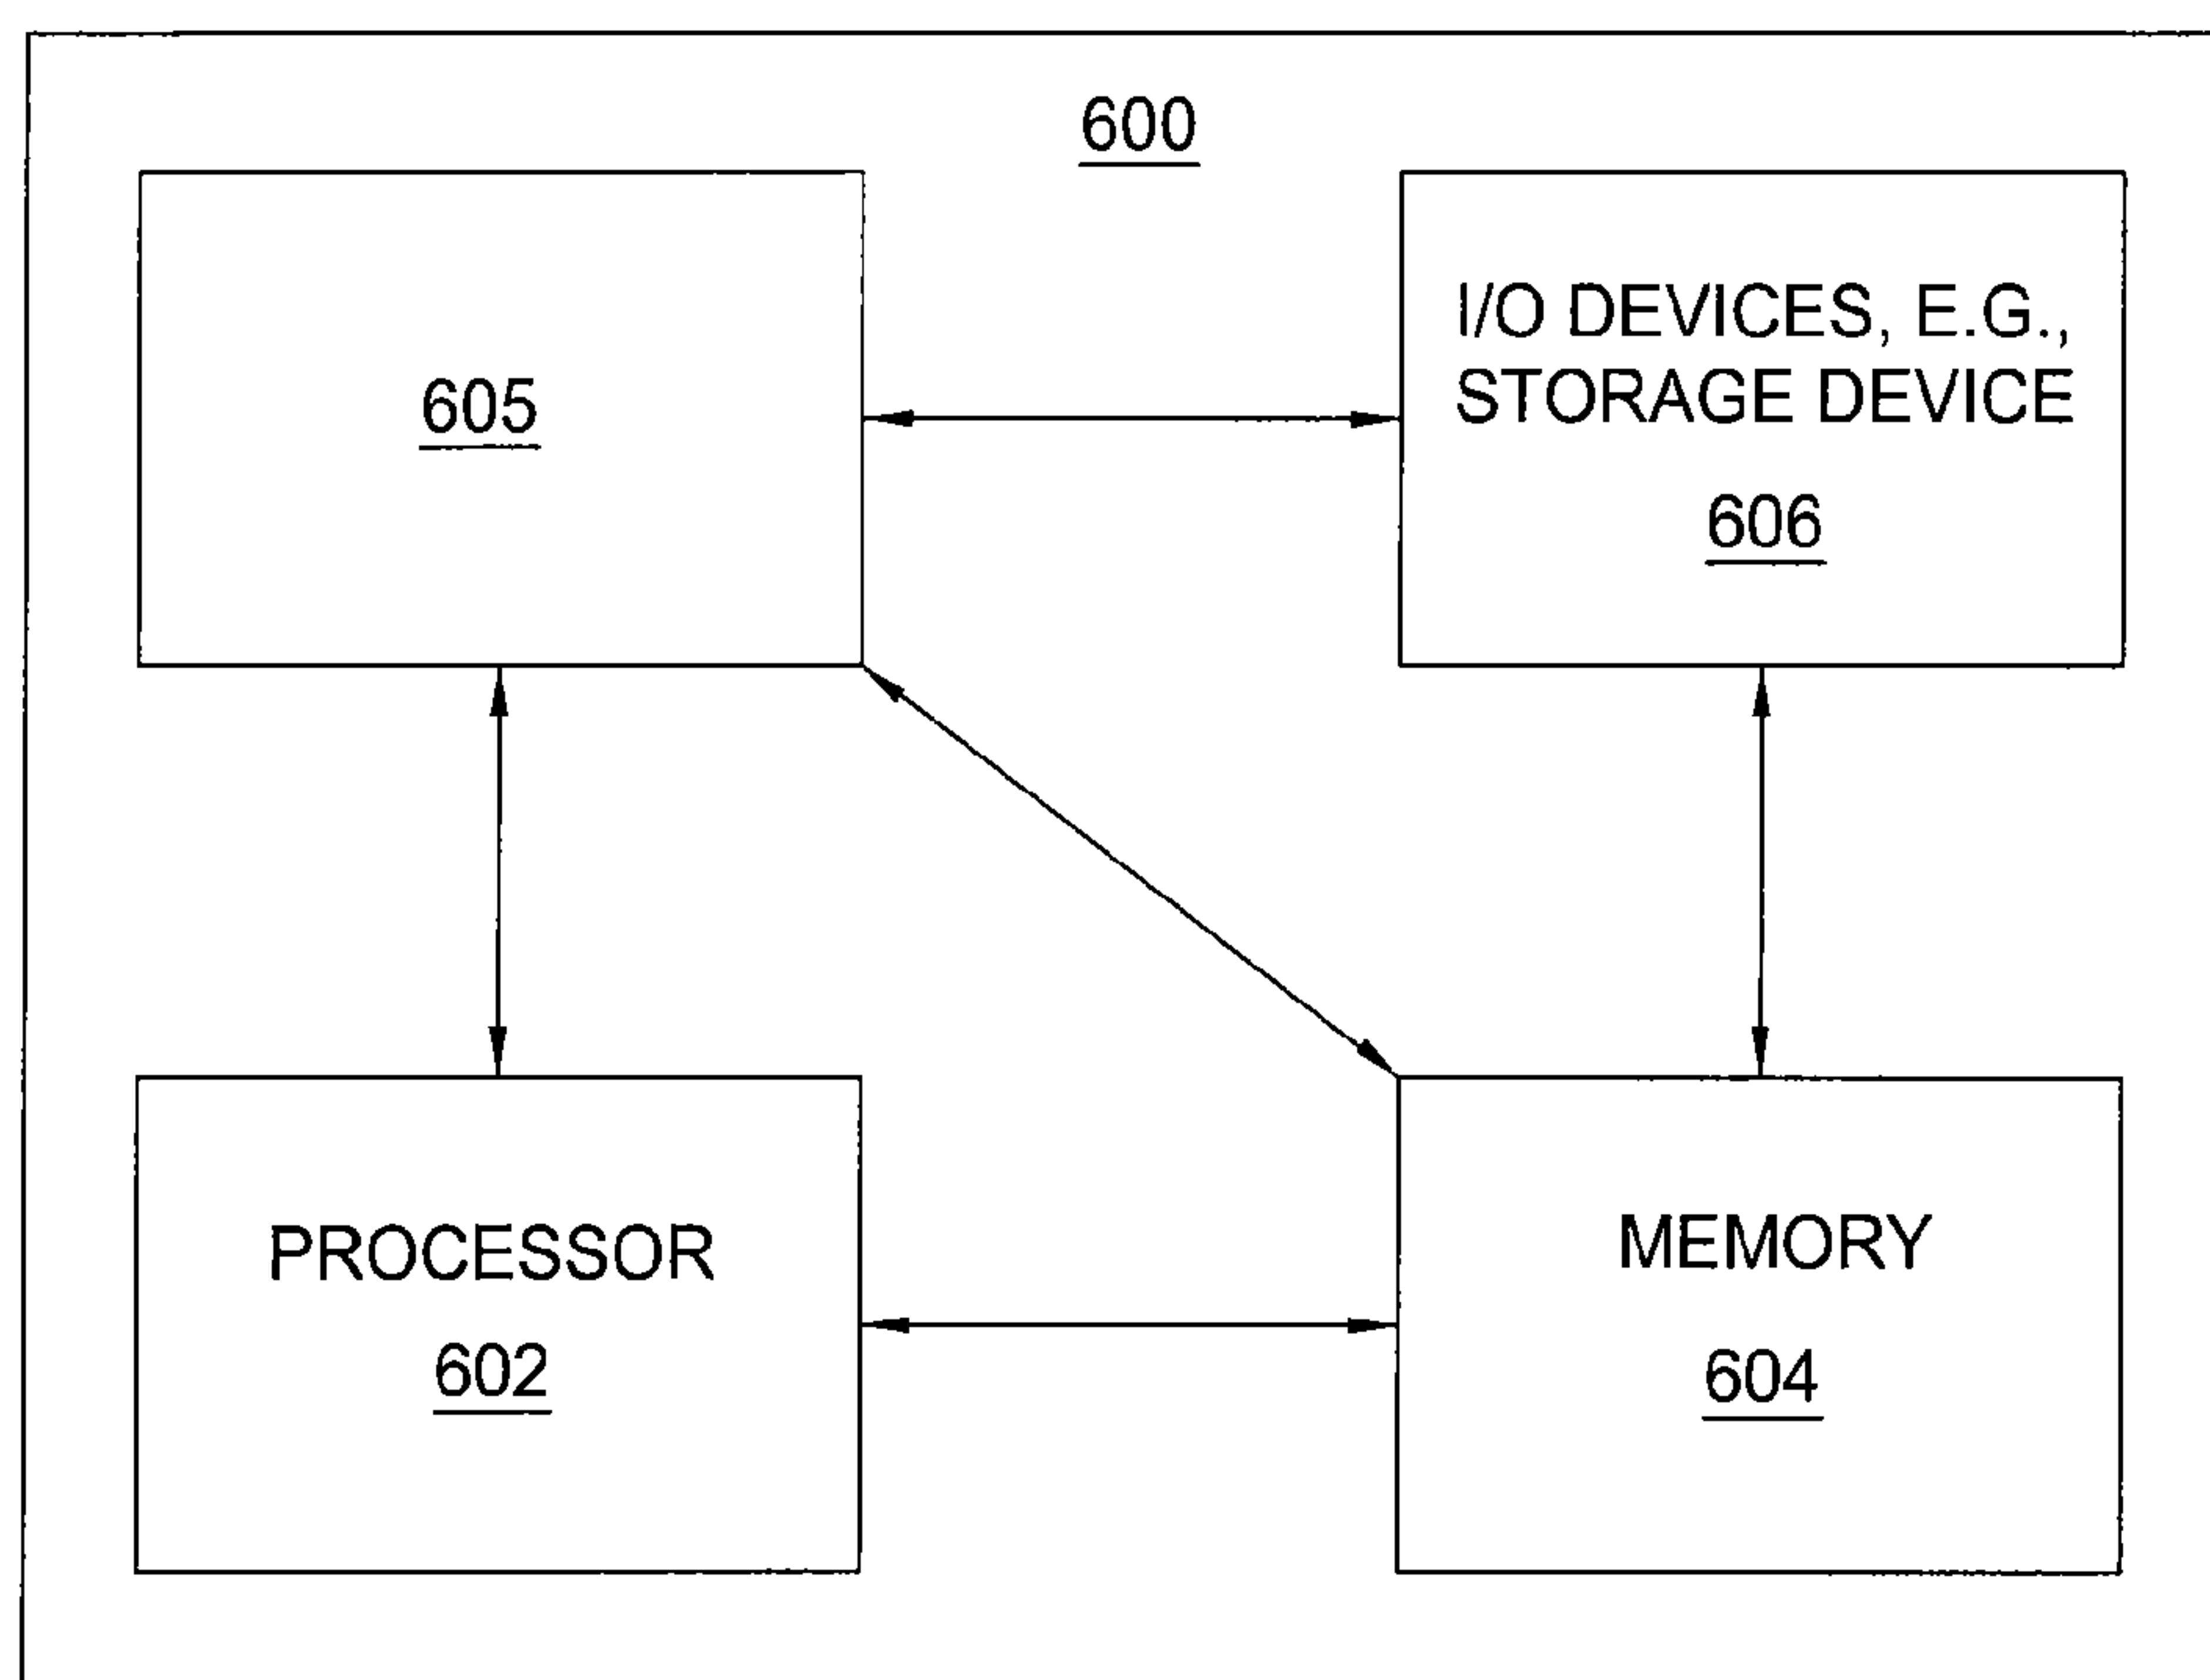 600
605
I/O DEVICES, E.G.,
STORAGE DEVICE
606
PROCESSOR
602
MEMORY
604